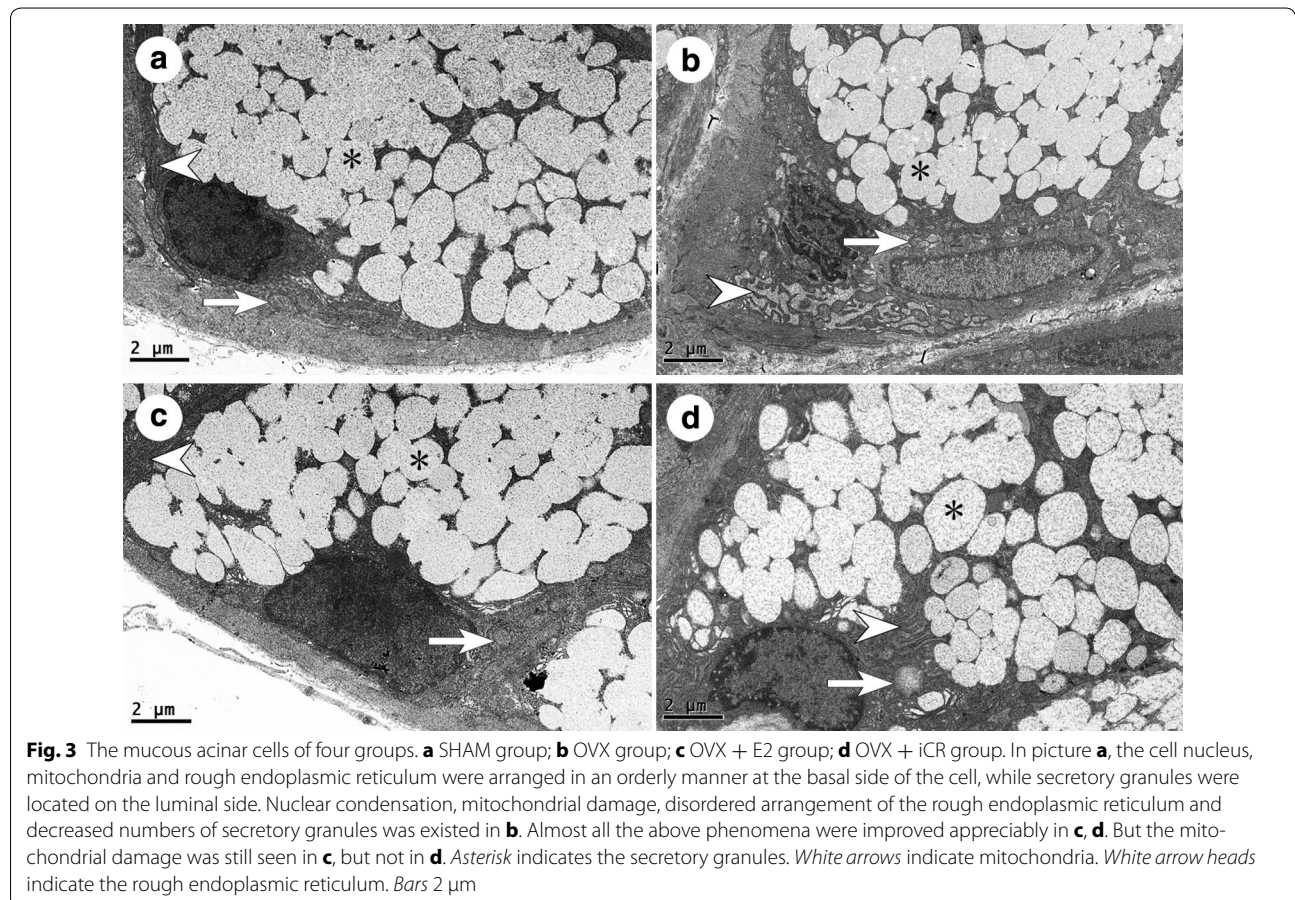 a
*
2 µm
b
*
2 µm
c
*
2 µm
d
*
2 µm
Fig. 3 The mucous acinar cells of four groups. a SHAM group; b OVX group; c OVX + E2 group; d OVX + iCR group. In picture a, the cell nucleus,
mitochondria and rough endoplasmic reticulum were arranged in an orderly manner at the basal side of the cell, while secretory granules were
located on the luminal side. Nuclear condensation, mitochondrial damage, disordered arrangement of the rough endoplasmic reticulum and
decreased numbers of secretory granules was existed in b. Almost all the above phenomena were improved appreciably in c, d. But the mito-
chondrial damage was still seen in c, but not in d. Asterisk indicates the secretory granules. White arrows indicate mitochondria. White arrow heads
indicate the rough endoplasmic reticulum. Bars 2 µm